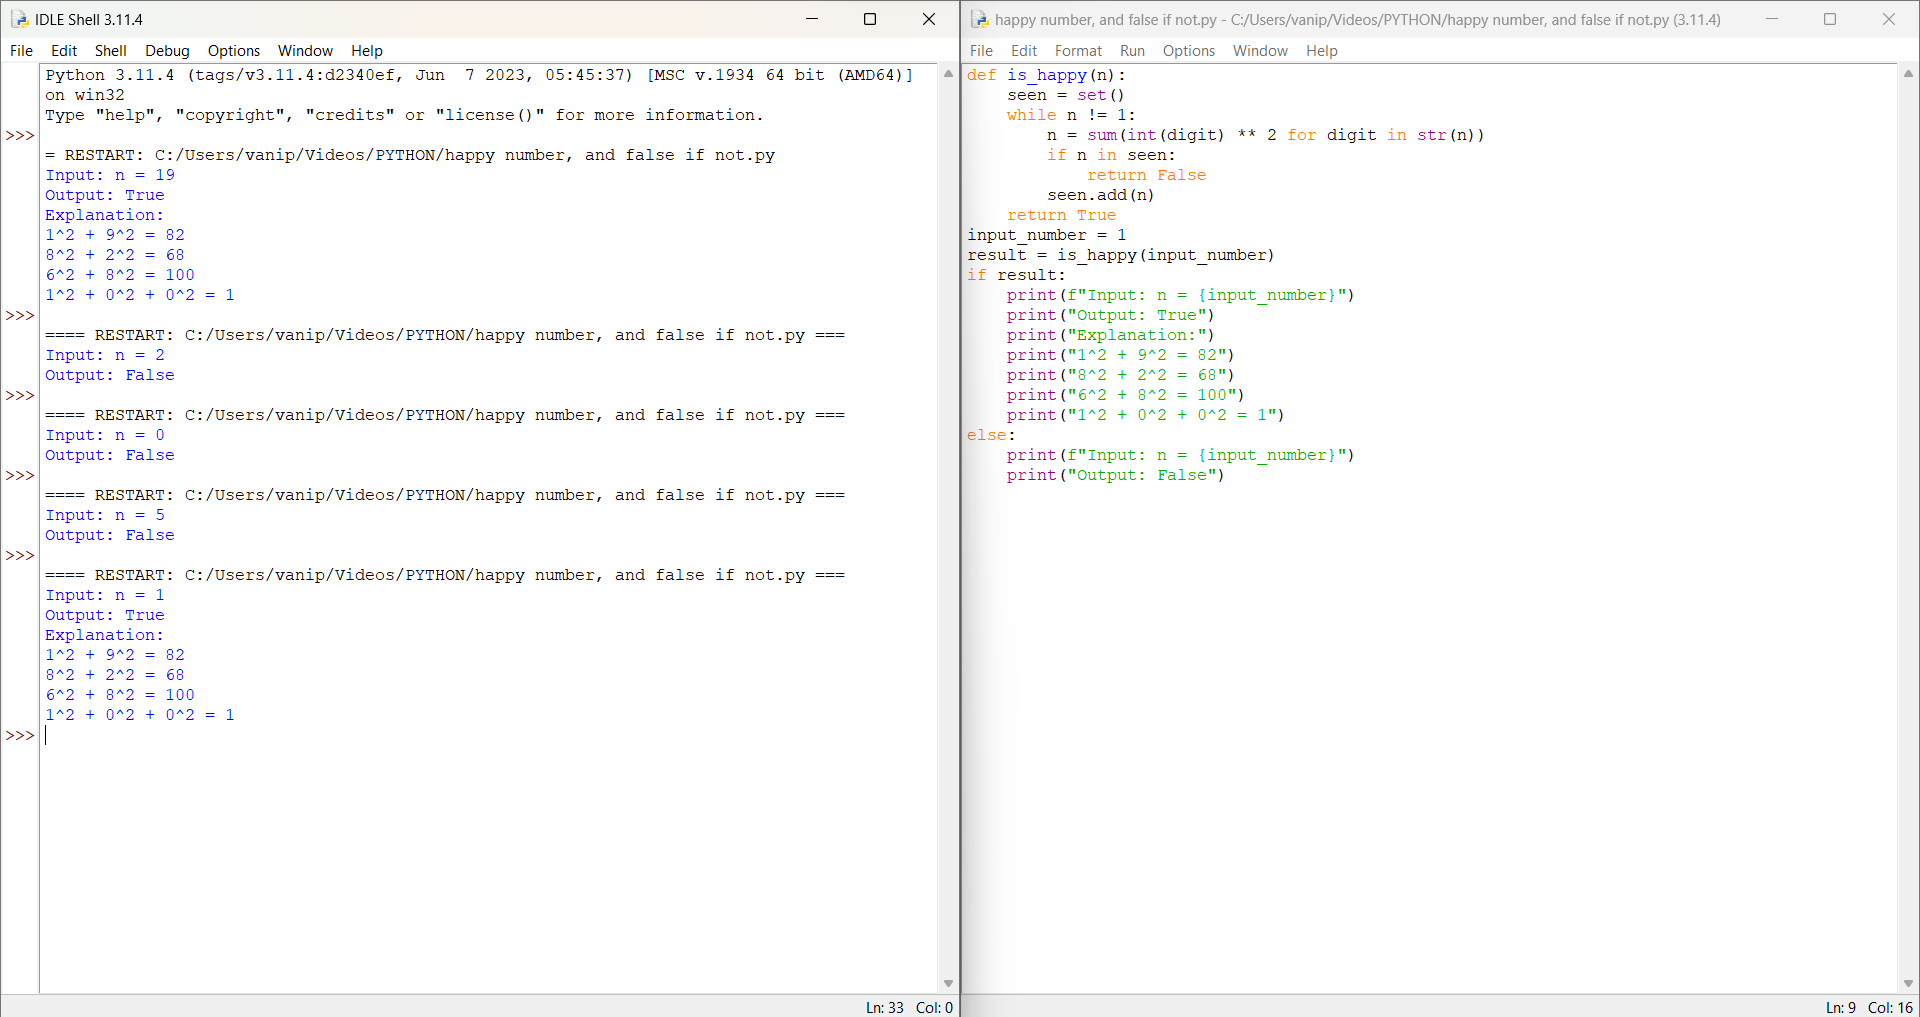 IDLE Shell 3.11.4
File Edit Shell Debug Options Window Help
Python 3.11.4 (tags/v3.11.4:d2340ef, Jun  7 2023, 05:45:37) [MSC v.1934 64 bit (AMD64)]
on win32
Type "help", "copyright", "credits" or "license()" for more information.
>>>
= RESTART: C:/Users/vanip/Videos/PYTHON/happy number, and false if not.py
Input: n = 19
Output: True
Explanation:
1^2 + 9^2 = 82
8^2 + 2^2 = 68
6^2 + 8^2 = 100
1^2 + 0^2 + 0^2 = 1
>>>
==== RESTART: C:/Users/vanip/Videos/PYTHON/happy number, and false if not.py ===
Input: n = 2
Output: False
>>>
==== RESTART: C:/Users/vanip/Videos/PYTHON/happy number, and false if not.py ===
Input: n = 0
Output: False
>>>
==== RESTART: C:/Users/vanip/Videos/PYTHON/happy number, and false if not.py ===
Input: n = 5
Output: False
>>>
==== RESTART: C:/Users/vanip/Videos/PYTHON/happy number, and false if not.py ===
Input: n = 1
Output: True
Explanation:
1^2 + 9^2 = 82
8^2 + 2^2 = 68
6^2 + 8^2 = 100
1^2 + 0^2 + 0^2 = 1
>>>
Ln: 33 Col: 0
happy number, and false if not.py - C:/Users/vanip/Videos/PYTHON/happy number, and false if not.py (3.11.4)
File Edit Format Run Options Window Help
def is_happy(n):
    seen = set()
    while n != 1:
        n = sum(int(digit) ** 2 for digit in str(n))
        if n in seen:
            return False
        seen.add(n)
    return True
input_number = 1
result = is_happy(input_number)
if result:
    print(f"Input: n = {input_number}")
    print("Output: True")
    print("Explanation:")
    print("1^2 + 9^2 = 82")
    print("8^2 + 2^2 = 68")
    print("6^2 + 8^2 = 100")
    print("1^2 + 0^2 + 0^2 = 1")
else:
    print(f"Input: n = {input_number}")
    print("Output: False")
Ln: 9 Col: 16